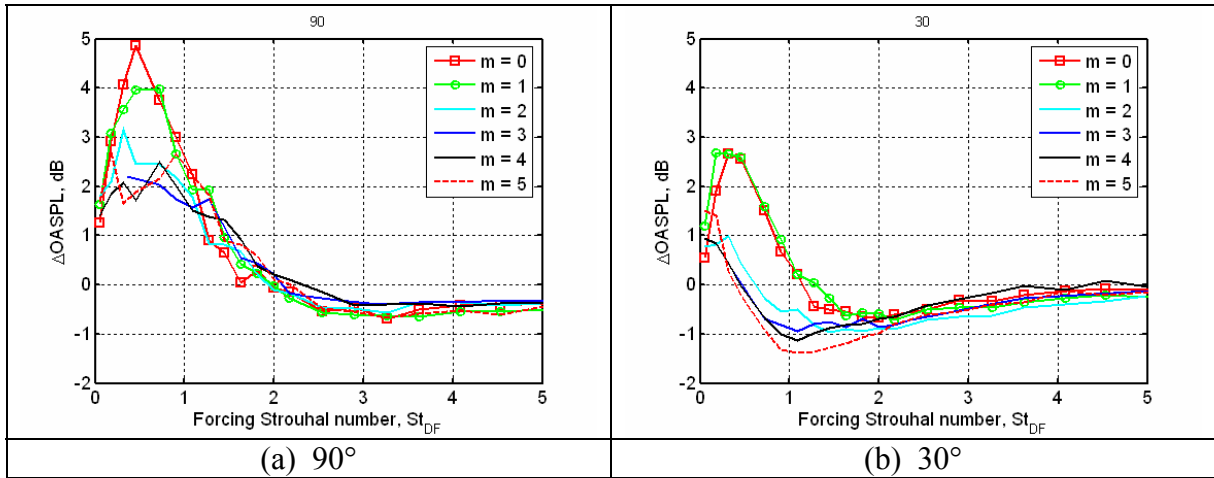 90
5
4
3
2
1
0
-1
-2
ΔOASPL, dB
m = 0
m = 1
m = 2
m = 3
m = 4
m = 5
0 1 2 3 4 5
Forcing Strouhal number, St_DF
(a) 90°
30
5
4
3
2
1
0
-1
-2
ΔOASPL, dB
m = 0
m = 1
m = 2
m = 3
m = 4
m = 5
0 1 2 3 4 5
Forcing Strouhal number, St_DF
(b) 30°